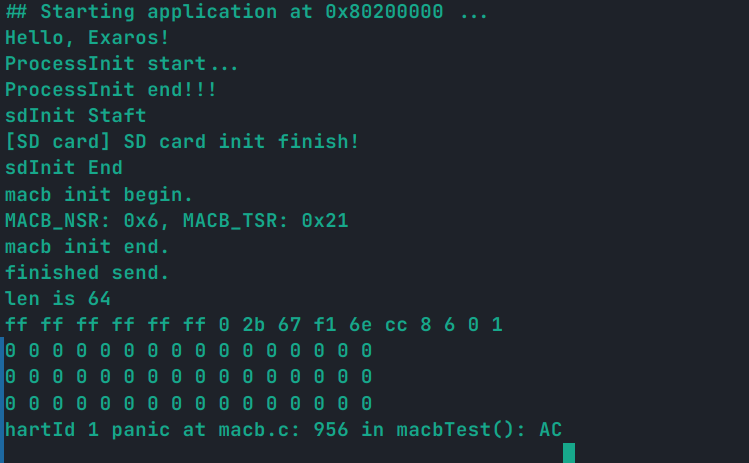 ## Starting application at 0x80200000 ...
Hello, Exaros!
ProcessInit start...
ProcessInit end!!!
sdInit Staft
[SD card] SD card init finish!
sdInit End
macb init begin.
MACB_NSR: 0x6, MACB_TSR: 0x21
macb init end.
finished send.
len is 64
ff ff ff ff ff ff 0 2b 67 f1 6e cc 8 6 0 1
0 0 0 0 0 0 0 0 0 0 0 0 0 0 0 0
0 0 0 0 0 0 0 0 0 0 0 0 0 0 0 0
0 0 0 0 0 0 0 0 0 0 0 0 0 0 0 0
hartId 1 panic at macb.c: 956 in macbTest(): AC